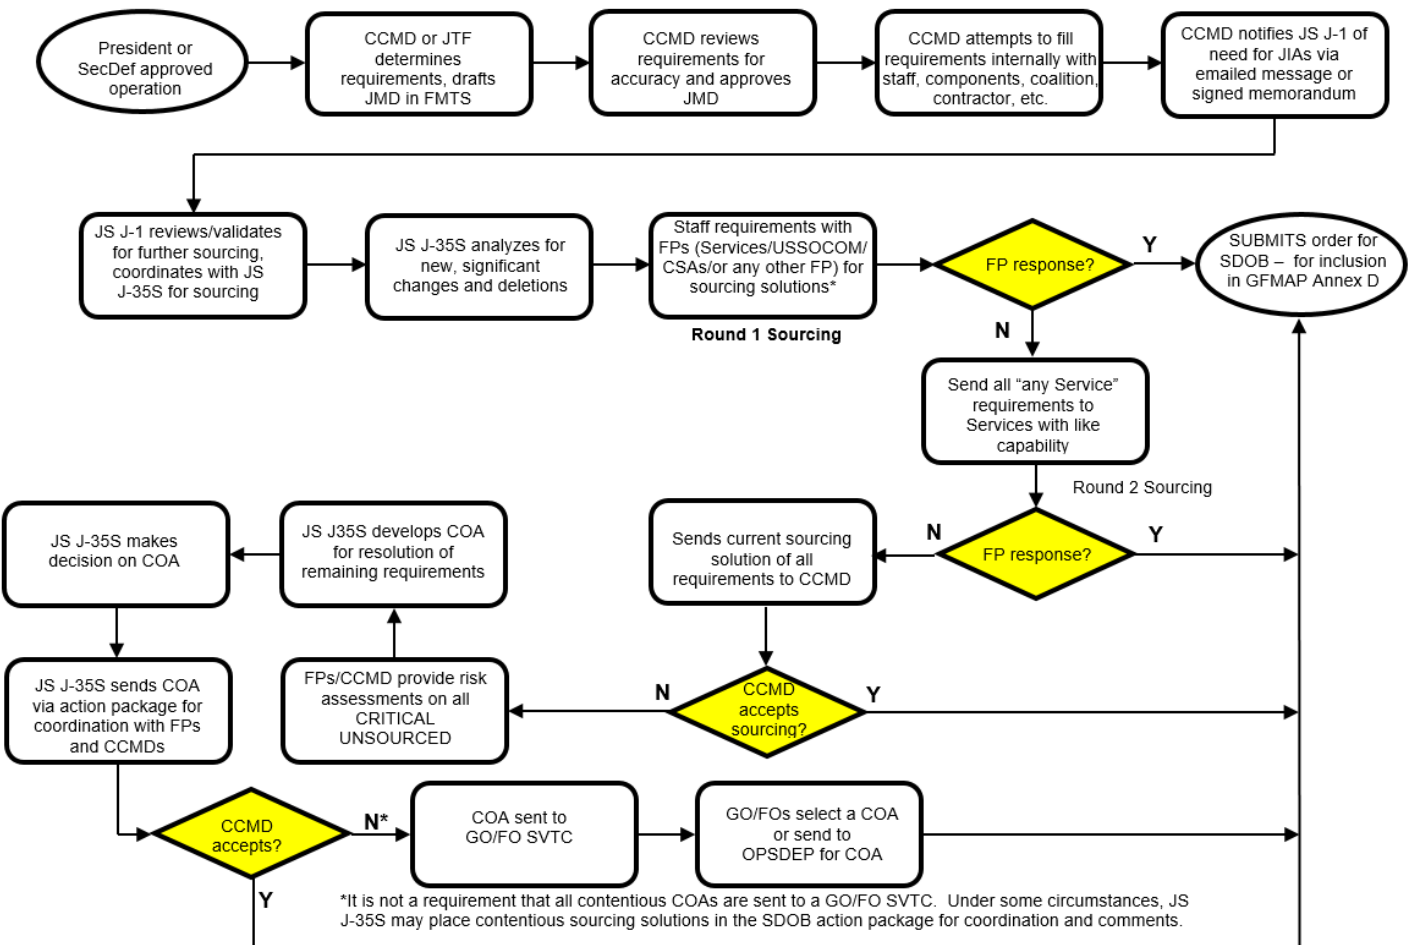 President or
SecDef approved
operation
CCMD or JTF
determines
requirements, drafts
JMD in FMTS
CCMD reviews
requirements for
accuracy and approves
JMD
CCMD attempts to fill
requirements internally with
staff, components, coalition,
contractor, etc.
CCMD notifies JS J-1 of
need for JIAs via
emailed message or
signed memorandum
JS J-1 reviews/validates
for further sourcing,
coordinates with JS
J-35S for sourcing
JS J-35S analyzes for
new, significant
changes and deletions
Staff requirements with
FPs (Services/USSOCOM/
CSAs/or any other FP) for
sourcing solutions*
Round 1 Sourcing
FP response?
Y
N
SUBMITS order for
SDOB – for inclusion
in GFMAP Annex D
Send all “any Service”
requirements to
Services with like
capability
Round 2 Sourcing
FP response?
N
Y
Sends current sourcing
solution of all
requirements to CCMD
JS J35S develops COA
for resolution of
remaining requirements
JS J-35S makes
decision on COA
CCMD
accepts
sourcing?
N
Y
FPs/CCMD provide risk
assessments on all
CRITICAL
UNSOURCED
JS J-35S sends COA
via action package for
coordination with FPs
and CCMDs
CCMD
accepts?
N*
Y
COA sent to
GO/FO SVTC
GO/FOs select a COA
or send to
OPSDEP for COA
*It is not a requirement that all contentious COAs are sent to a GO/FO SVTC. Under some circumstances, JS
J-35S may place contentious sourcing solutions in the SDOB action package for coordination and comments.